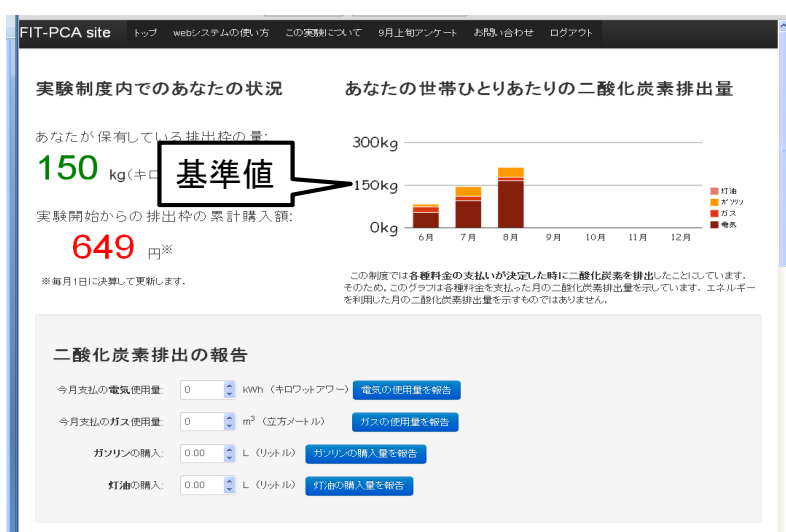 FIT-PCA site トップ webシステムの使い方 この実験について 9月上旬アンケート お問い合わせ ログアウト
実験制度内でのあなたの状況
あなたが保有している排出枠の量:
150 kg(キロ
基準値
実験開始からの排出枠の累計購入額:
649 円※
※毎月1日に決算して更新します。
あなたの世帯ひとりあたりの二酸化炭素排出量
300kg
150kg
0kg
6月 7月 8月 9月 10月 11月 12月
灯油
ガソリン
ガス
電気
この制度では各種料金の支払いが決定した時に二酸化炭素を排出したことにしています.
そのため,このグラフは各種料金を支払った月の二酸化炭素排出量を示しています. エネルギー
を利用した月の二酸化炭素排出量を示すものではありません.
二酸化炭素排出の報告
今月支払の電気使用量: 0 kWh (キロワットアワー) 電気の使用量を報告
今月支払のガス使用量: 0 m³ (立方メートル) ガスの使用量を報告
ガソリンの購入: 0.00 L (リットル) ガソリンの購入量を報告
灯油の購入: 0.00 L (リットル) 灯油の購入量を報告